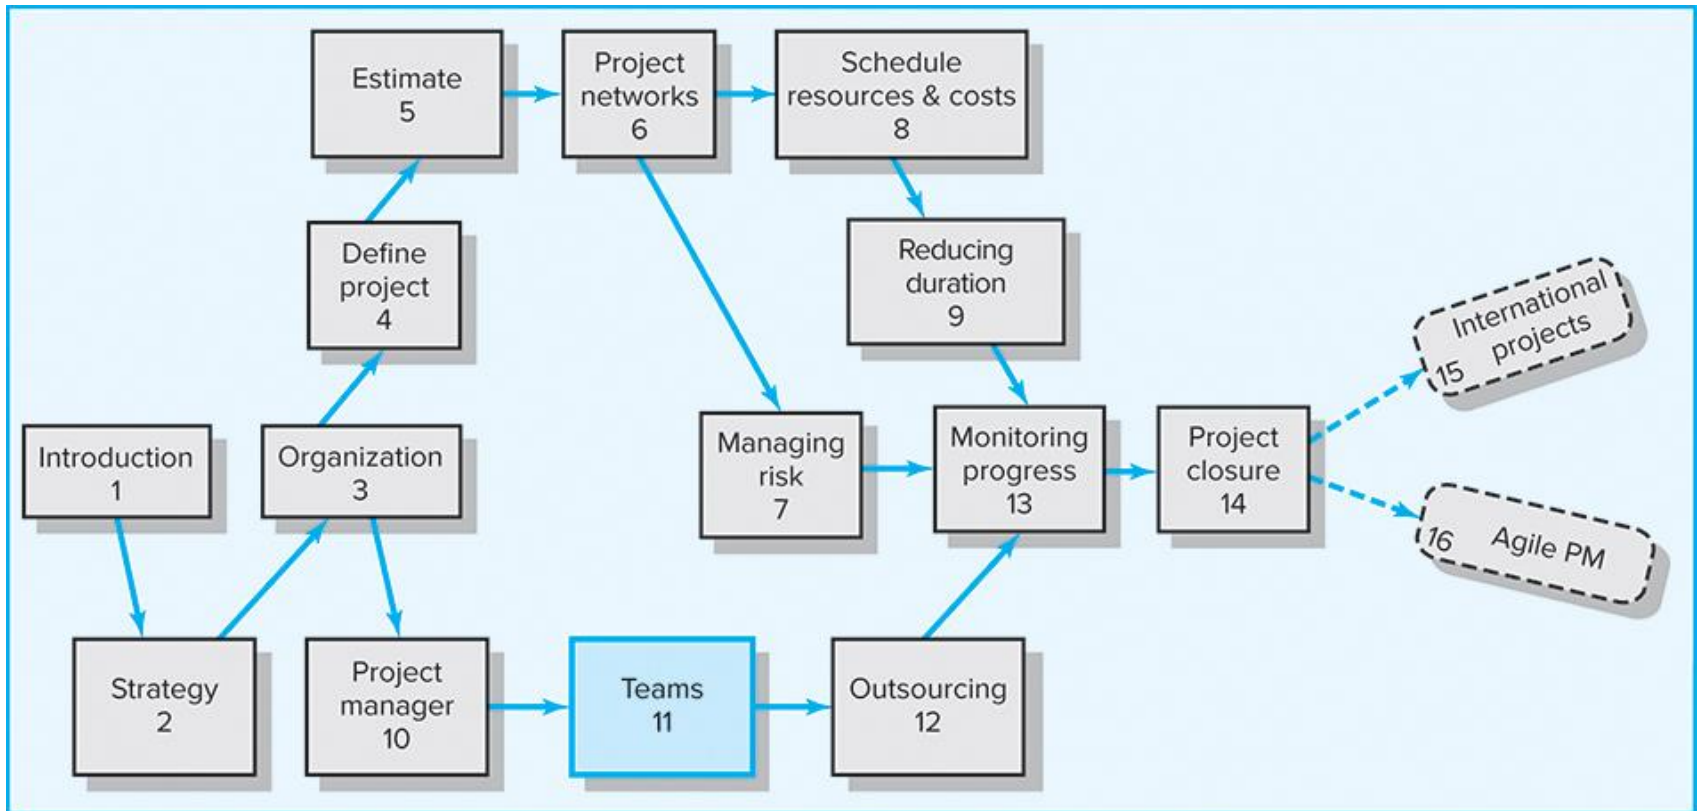 Estimate
5
Project
networks
6
Schedule
resources & costs
8
Define
project
4
Reducing
duration
9
International
projects
15
Introduction
1
Organization
3
Managing
risk
7
Monitoring
progress
13
Project
closure
14
16 Agile PM
Strategy
2
Project
manager
10
Teams
11
Outsourcing
12